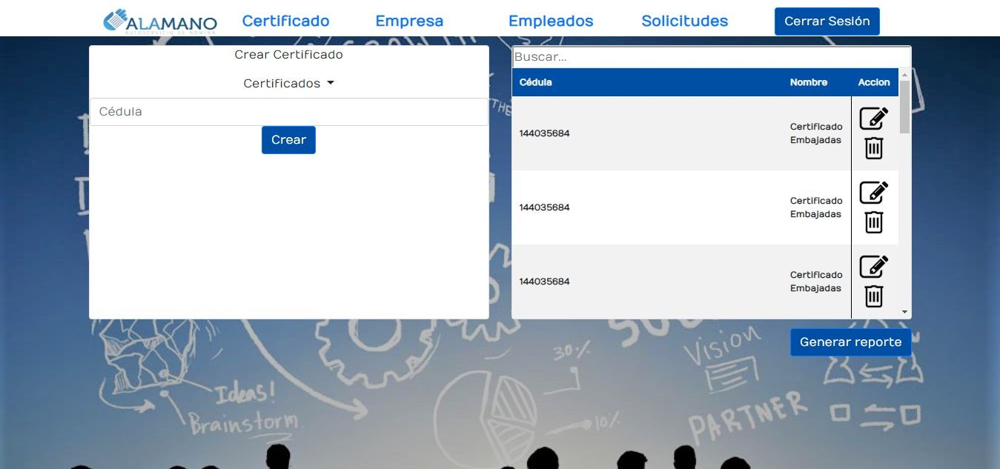 ALAMANO
AUTOSERVICIO DE NÓMINA
Certificado
Empresa
Empleados
Solicitudes
Cerrar Sesión
Crear Certificado
Certificados
Cédula
Crear
Buscar...
Cédula Nombre Accion
144035684
Certificado
Embajadas
144035684
Certificado
Embajadas
144035684
Certificado
Embajadas
Generar reporte
30%
Vision
Ideas!
Brainstorm
PARTNER
10%